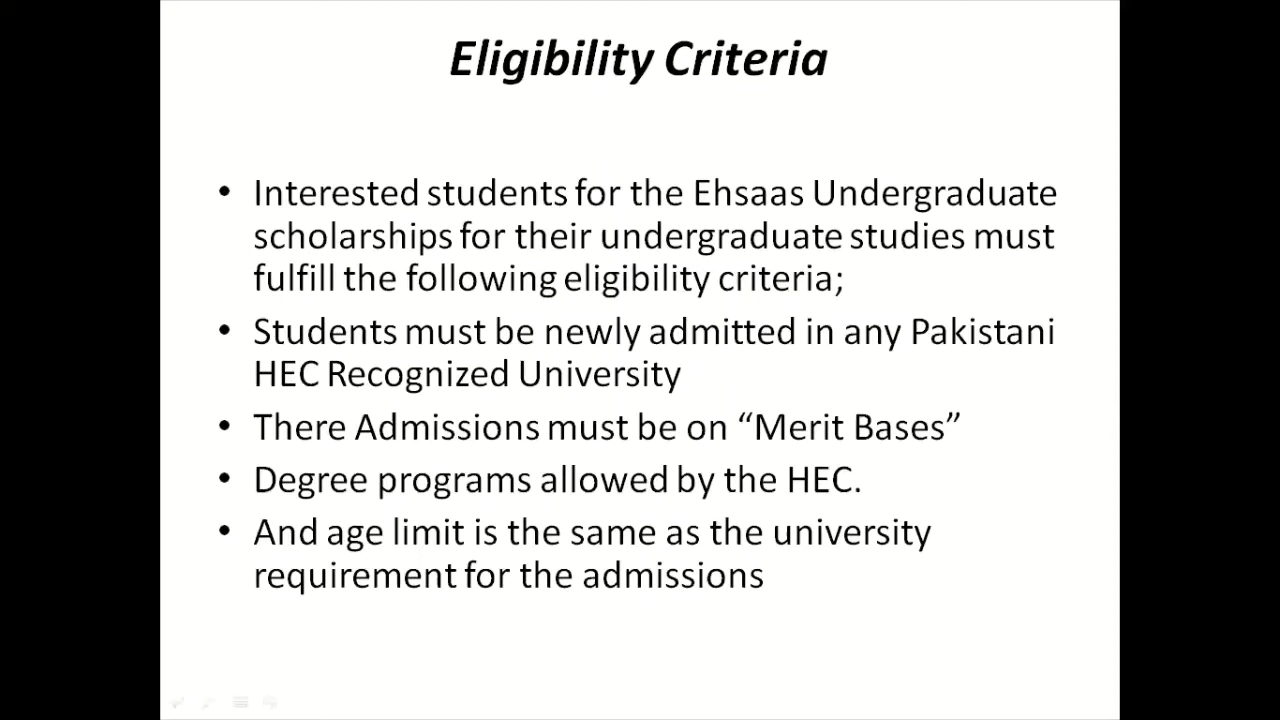 Eligibility Criteria
• Interested students for the Ehsaas Undergraduate
scholarships for their undergraduate studies must
fulfill the following eligibility criteria;
• Students must be newly admitted in any Pakistani
HEC Recognized University
• There Admissions must be on “Merit Bases”
• Degree programs allowed by the HEC.
• And age limit is the same as the university
requirement for the admissions